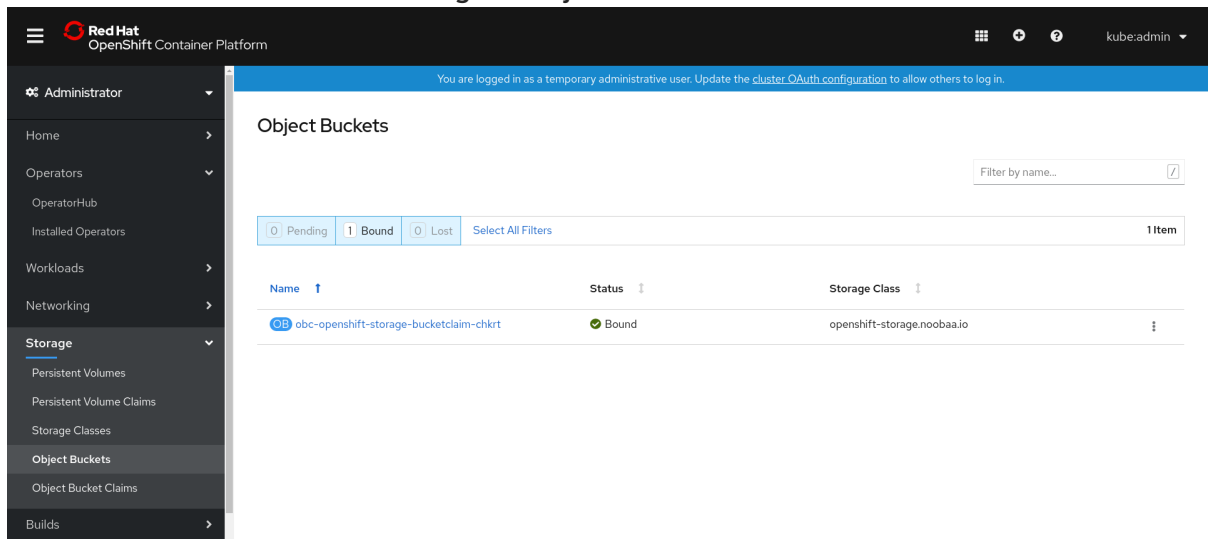 Red Hat
OpenShift Container Platform
kube:admin
You are logged in as a temporary administrative user. Update the cluster OAuth configuration to allow others to log in.
Administrator
Home
Operators
OperatorHub
Installed Operators
Workloads
Networking
Storage
Persistent Volumes
Persistent Volume Claims
Storage Classes
Object Buckets
Object Bucket Claims
Builds
Object Buckets
Filter by name...
/
0 Pending 1 Bound 0 Lost Select All Filters 1 Item
Name Status Storage Class
OB obc-openshift-storage-bucketclaim-chkrt Bound openshift-storage.noobaa.io